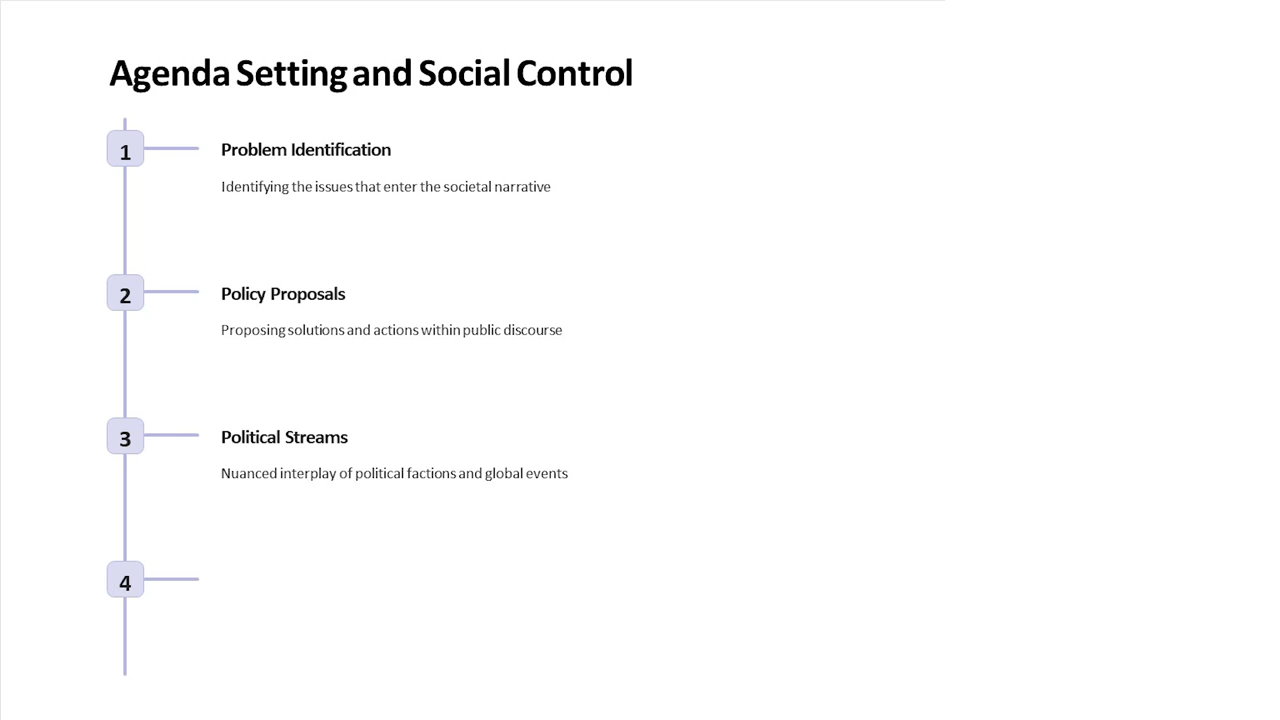 Agenda Setting and Social Control
1
Problem Identification
Identifying the issues that enter the societal narrative
2
Policy Proposals
Proposing solutions and actions within public discourse
3
Political Streams
Nuanced interplay of political factions and global events
4